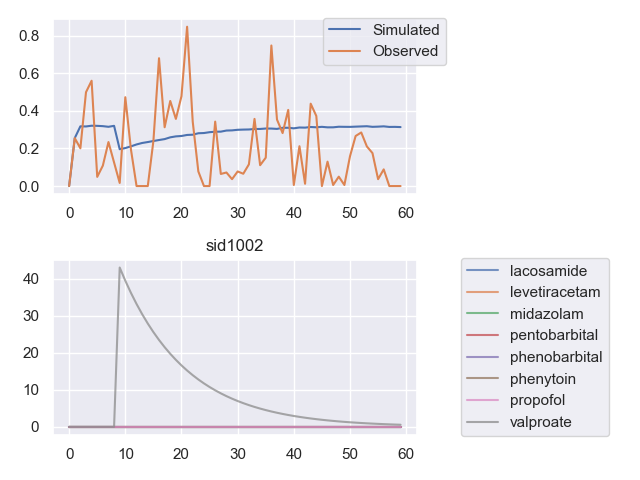 Simulated
Observed
0.8
0.6
0.4
0.2
0.0
0 10 20 30 40 50 60
sid1002
40
30
20
10
0
0 10 20 30 40 50 60
lacosamide
levetiracetam
midazolam
pentobarbital
phenobarbital
phenytoin
propofol
valproate